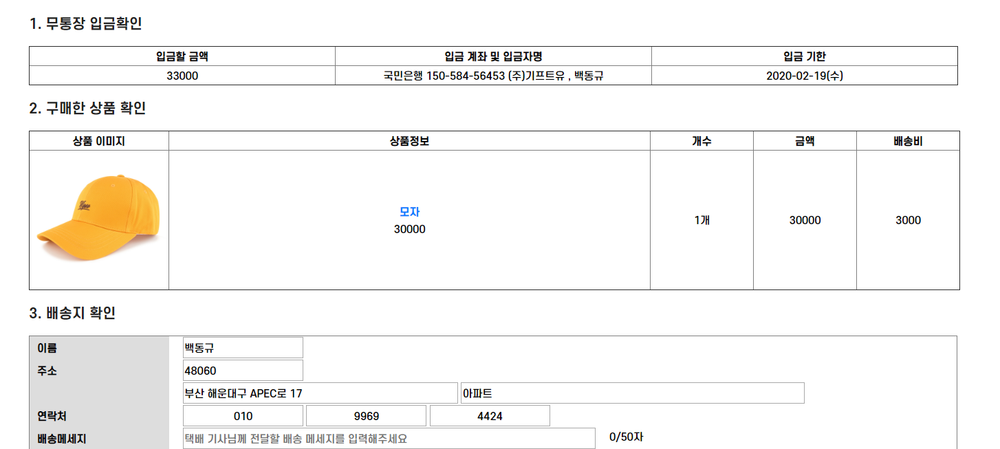 1. 무통장 입금확인
입금할 금액 입금 계좌 및 입금자명 입금 기한
33000 국민은행 150-584-56453 (주)기프트유 , 백동규 2020-02-19(수)
2. 구매한 상품 확인
상품 이미지 상품정보 개수 금액 배송비
모자
30000
1개 30000 3000
3. 배송지 확인
이름 백동규
주소 48060
부산 해운대구 APEC로 17 아파트
연락처 010 9969 4424
배송메세지 택배 기사님께 전달할 배송 메세지를 입력해주세요 0/50자